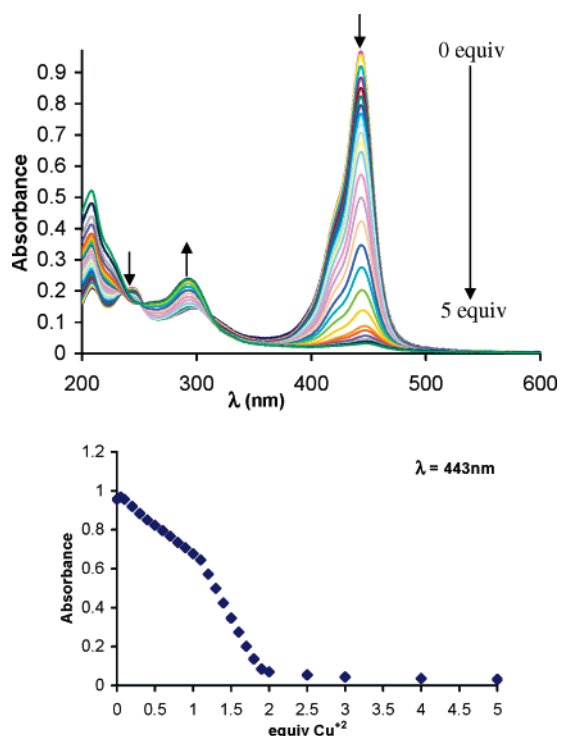 0 equiv
0.9
0.8
0.7
0.6
0.5
0.4
0.3
0.2
0.1
0
Absorbance
5 equiv
200 300 400 500 600
λ (nm)
1.2
1
0.8
0.6
0.4
0.2
0
Absorbance
λ = 443nm
0 0.5 1 1.5 2 2.5 3 3.5 4 4.5 5
equiv Cu⁺²